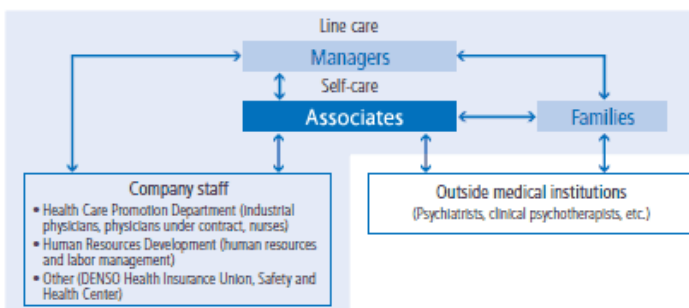 Line care
Managers
Self-care
Associates
Families
Company staff
• Health Care Promotion Department (industrial
physicians, physicians under contract, nurses)
• Human Resources Development (human resources
and labor management)
• Other (DENSO Health Insurance Union, Safety and
Health Center)
Outside medical institutions
(Psychiatrists, clinical psychotherapists, etc.)